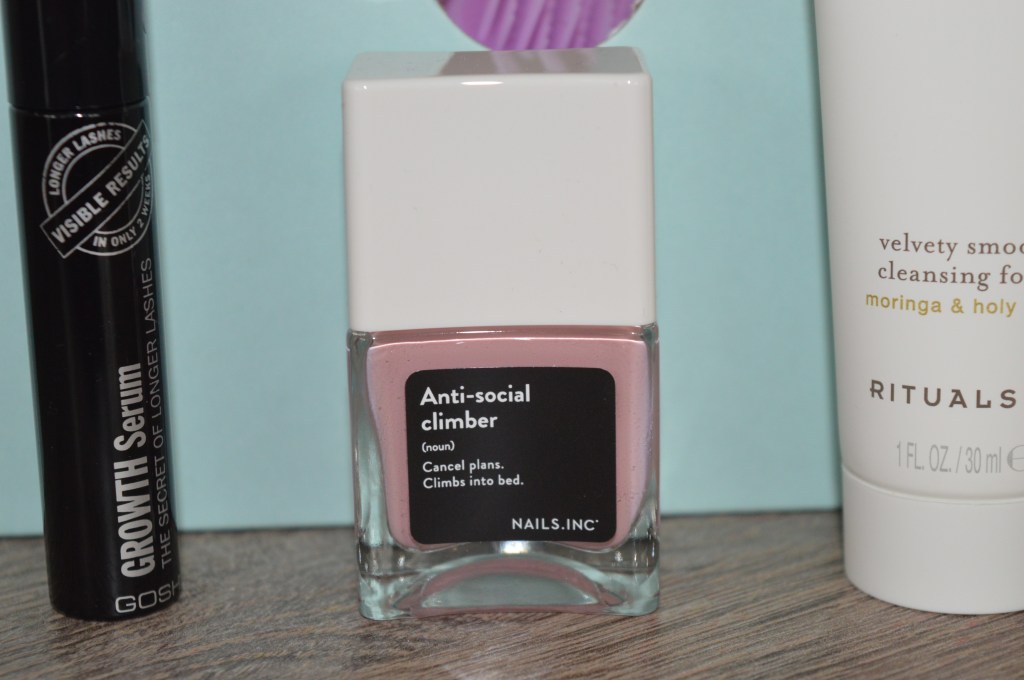 LONGER LASHES
VISIBLE RESULTS
IN ONLY 2 WEEKS
GROWTH Serum
THE SECRET OF LONGER LASHES
GOSH
Anti-social
climber
(noun)
Cancel plans.
Climbs into bed.
NAILS.INC
velvety smoo
cleansing fo
moringa & holy
RITUALS
1 FL. OZ. / 30 ml ℮